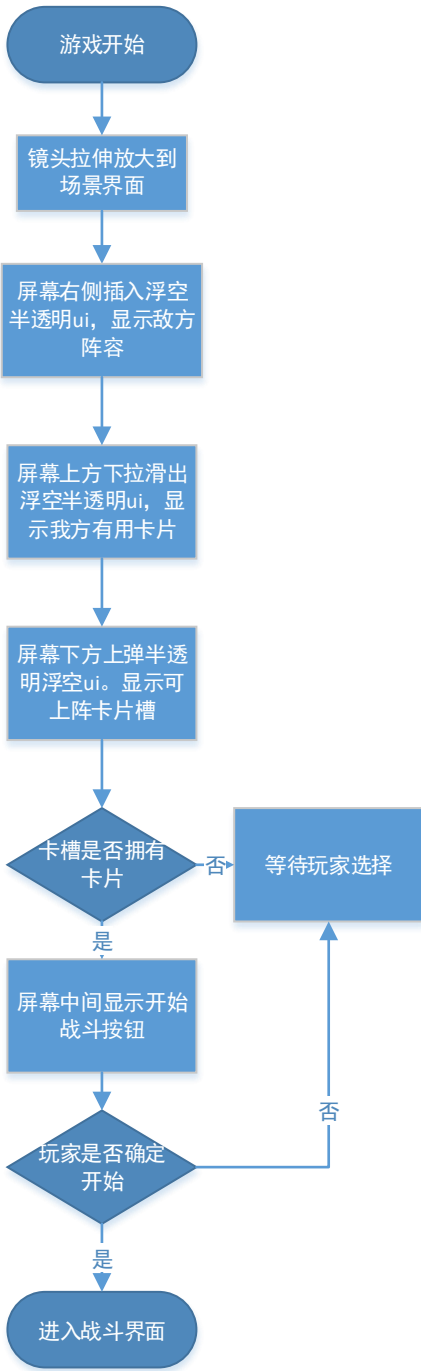 游戏开始
镜头拉伸放大到
场景界面
屏幕右侧插入浮空
半透明ui，显示敌方
阵容
屏幕上方下拉滑出
浮空半透明ui，显
示我方有用卡片
屏幕下方上弹半透
明浮空ui。显示可
上阵卡片槽
卡槽是否拥有
卡片
否
等待玩家选择
是
屏幕中间显示开始
战斗按钮
否
玩家是否确定
开始
是
进入战斗界面